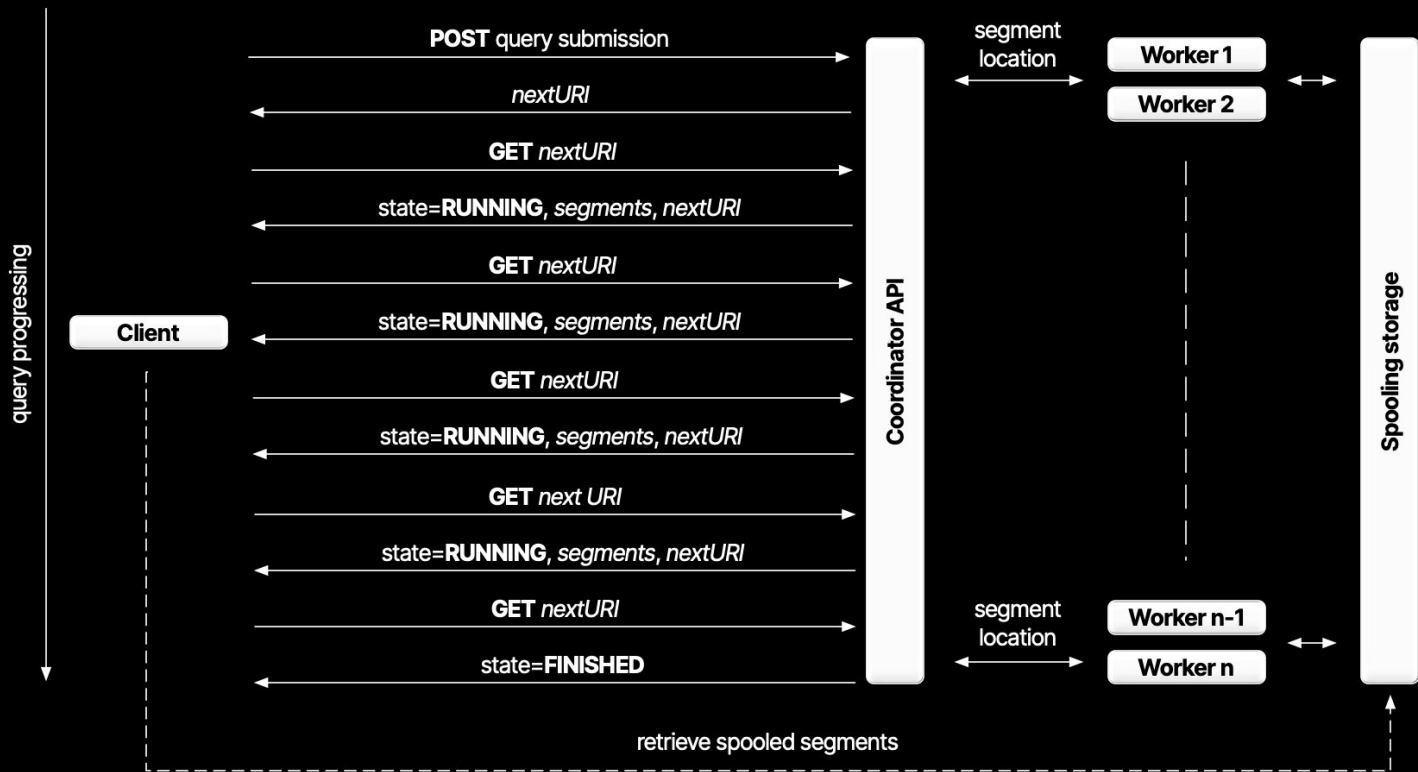 POST query submission
nextURI
GET nextURI
state=RUNNING, segments, nextURI
GET nextURI
state=RUNNING, segments, nextURI
GET nextURI
state=RUNNING, segments, nextURI
GET next URI
state=RUNNING, segments, nextURI
GET nextURI
state=FINISHED
query progressing
Client
Coordinator API
segment
location
Worker 1
Worker 2
segment
location
Worker n-1
Worker n
Spooling storage
retrieve spooled segments